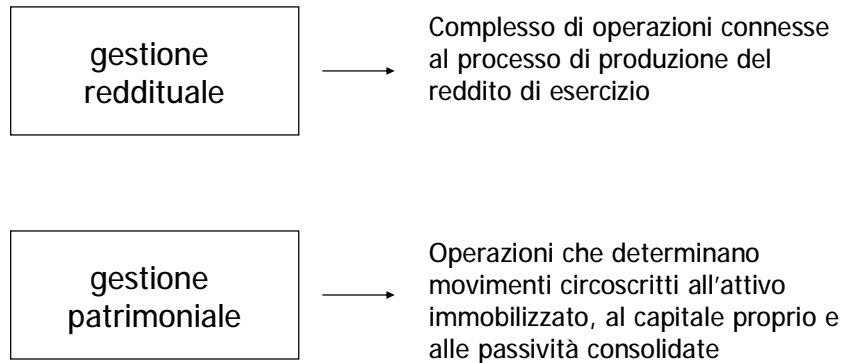 gestione
reddituale
Complesso di operazioni connesse
al processo di produzione del
reddito di esercizio
gestione
patrimoniale
Operazioni che determinano
movimenti circoscritti all'attivo
immobilizzato, al capitale proprio e
alle passività consolidate